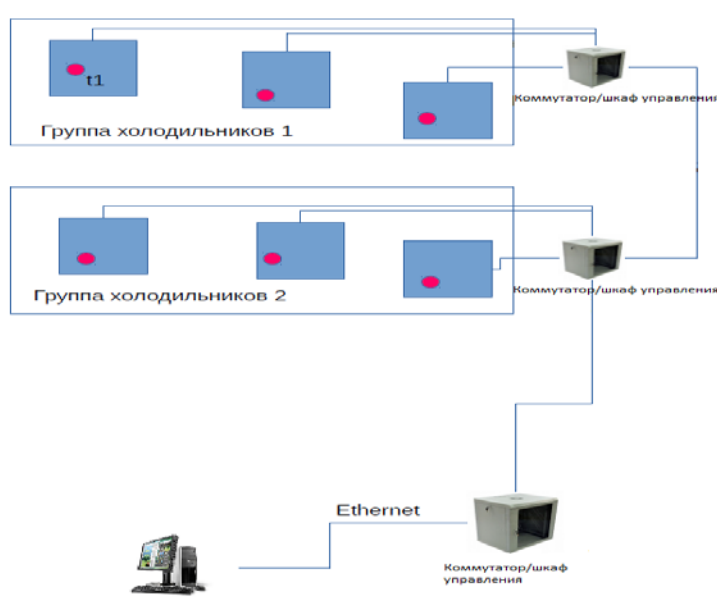 t1
Коммутатор/шкаф управления
Группа холодильников 1
Коммутатор/шкаф управления
Группа холодильников 2
Ethernet
Коммутатор/шкаф
управления